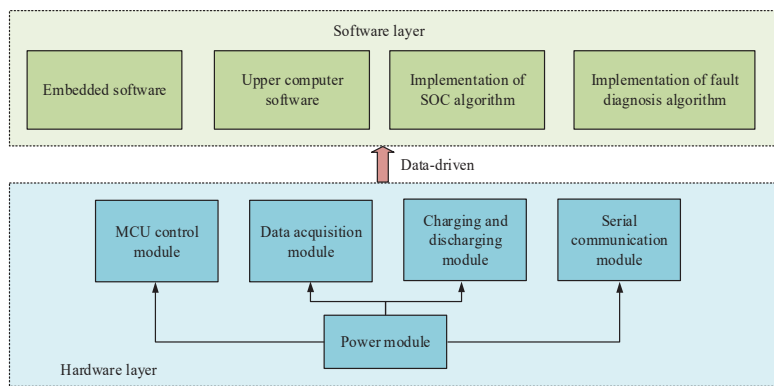 Software layer
Embedded software
Upper computer
software
Implementation of
SOC algorithm
Implementation of fault
diagnosis algorithm
Data-driven
MCU control
module
Data acquisition
module
Charging and
discharging
module
Serial
communication
module
Power module
Hardware layer